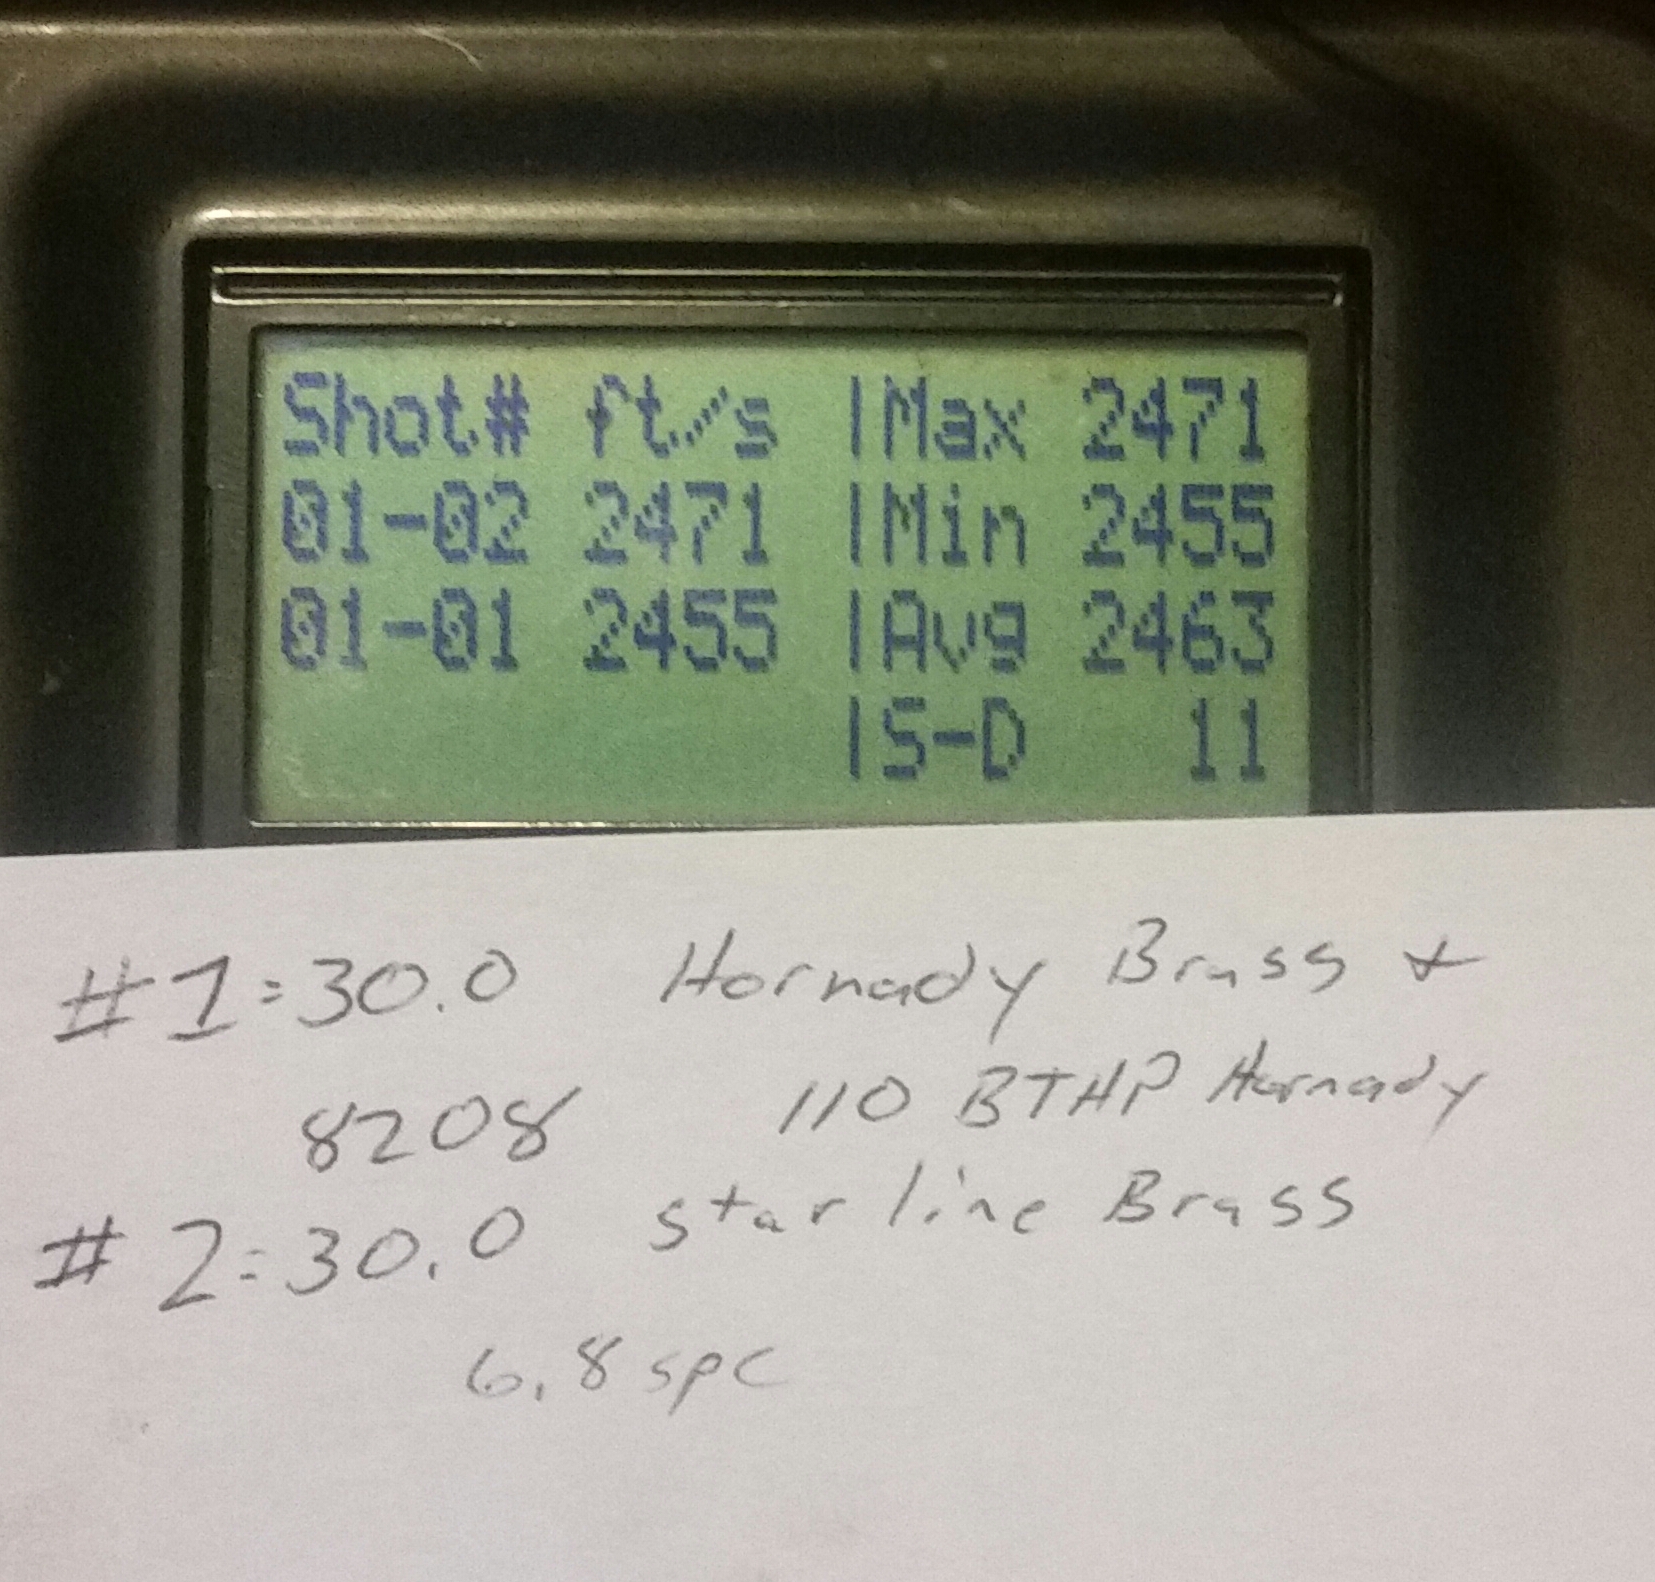 Shot# ft/s |Max 2471
01-02 2471 |Min 2455
01-01 2455 |Avg 2463
|S-D 11
#1=30.0 Hornady Brass &
8208 110 BTHP Hornady
#2=30.0 starline Brass
6.8 spc